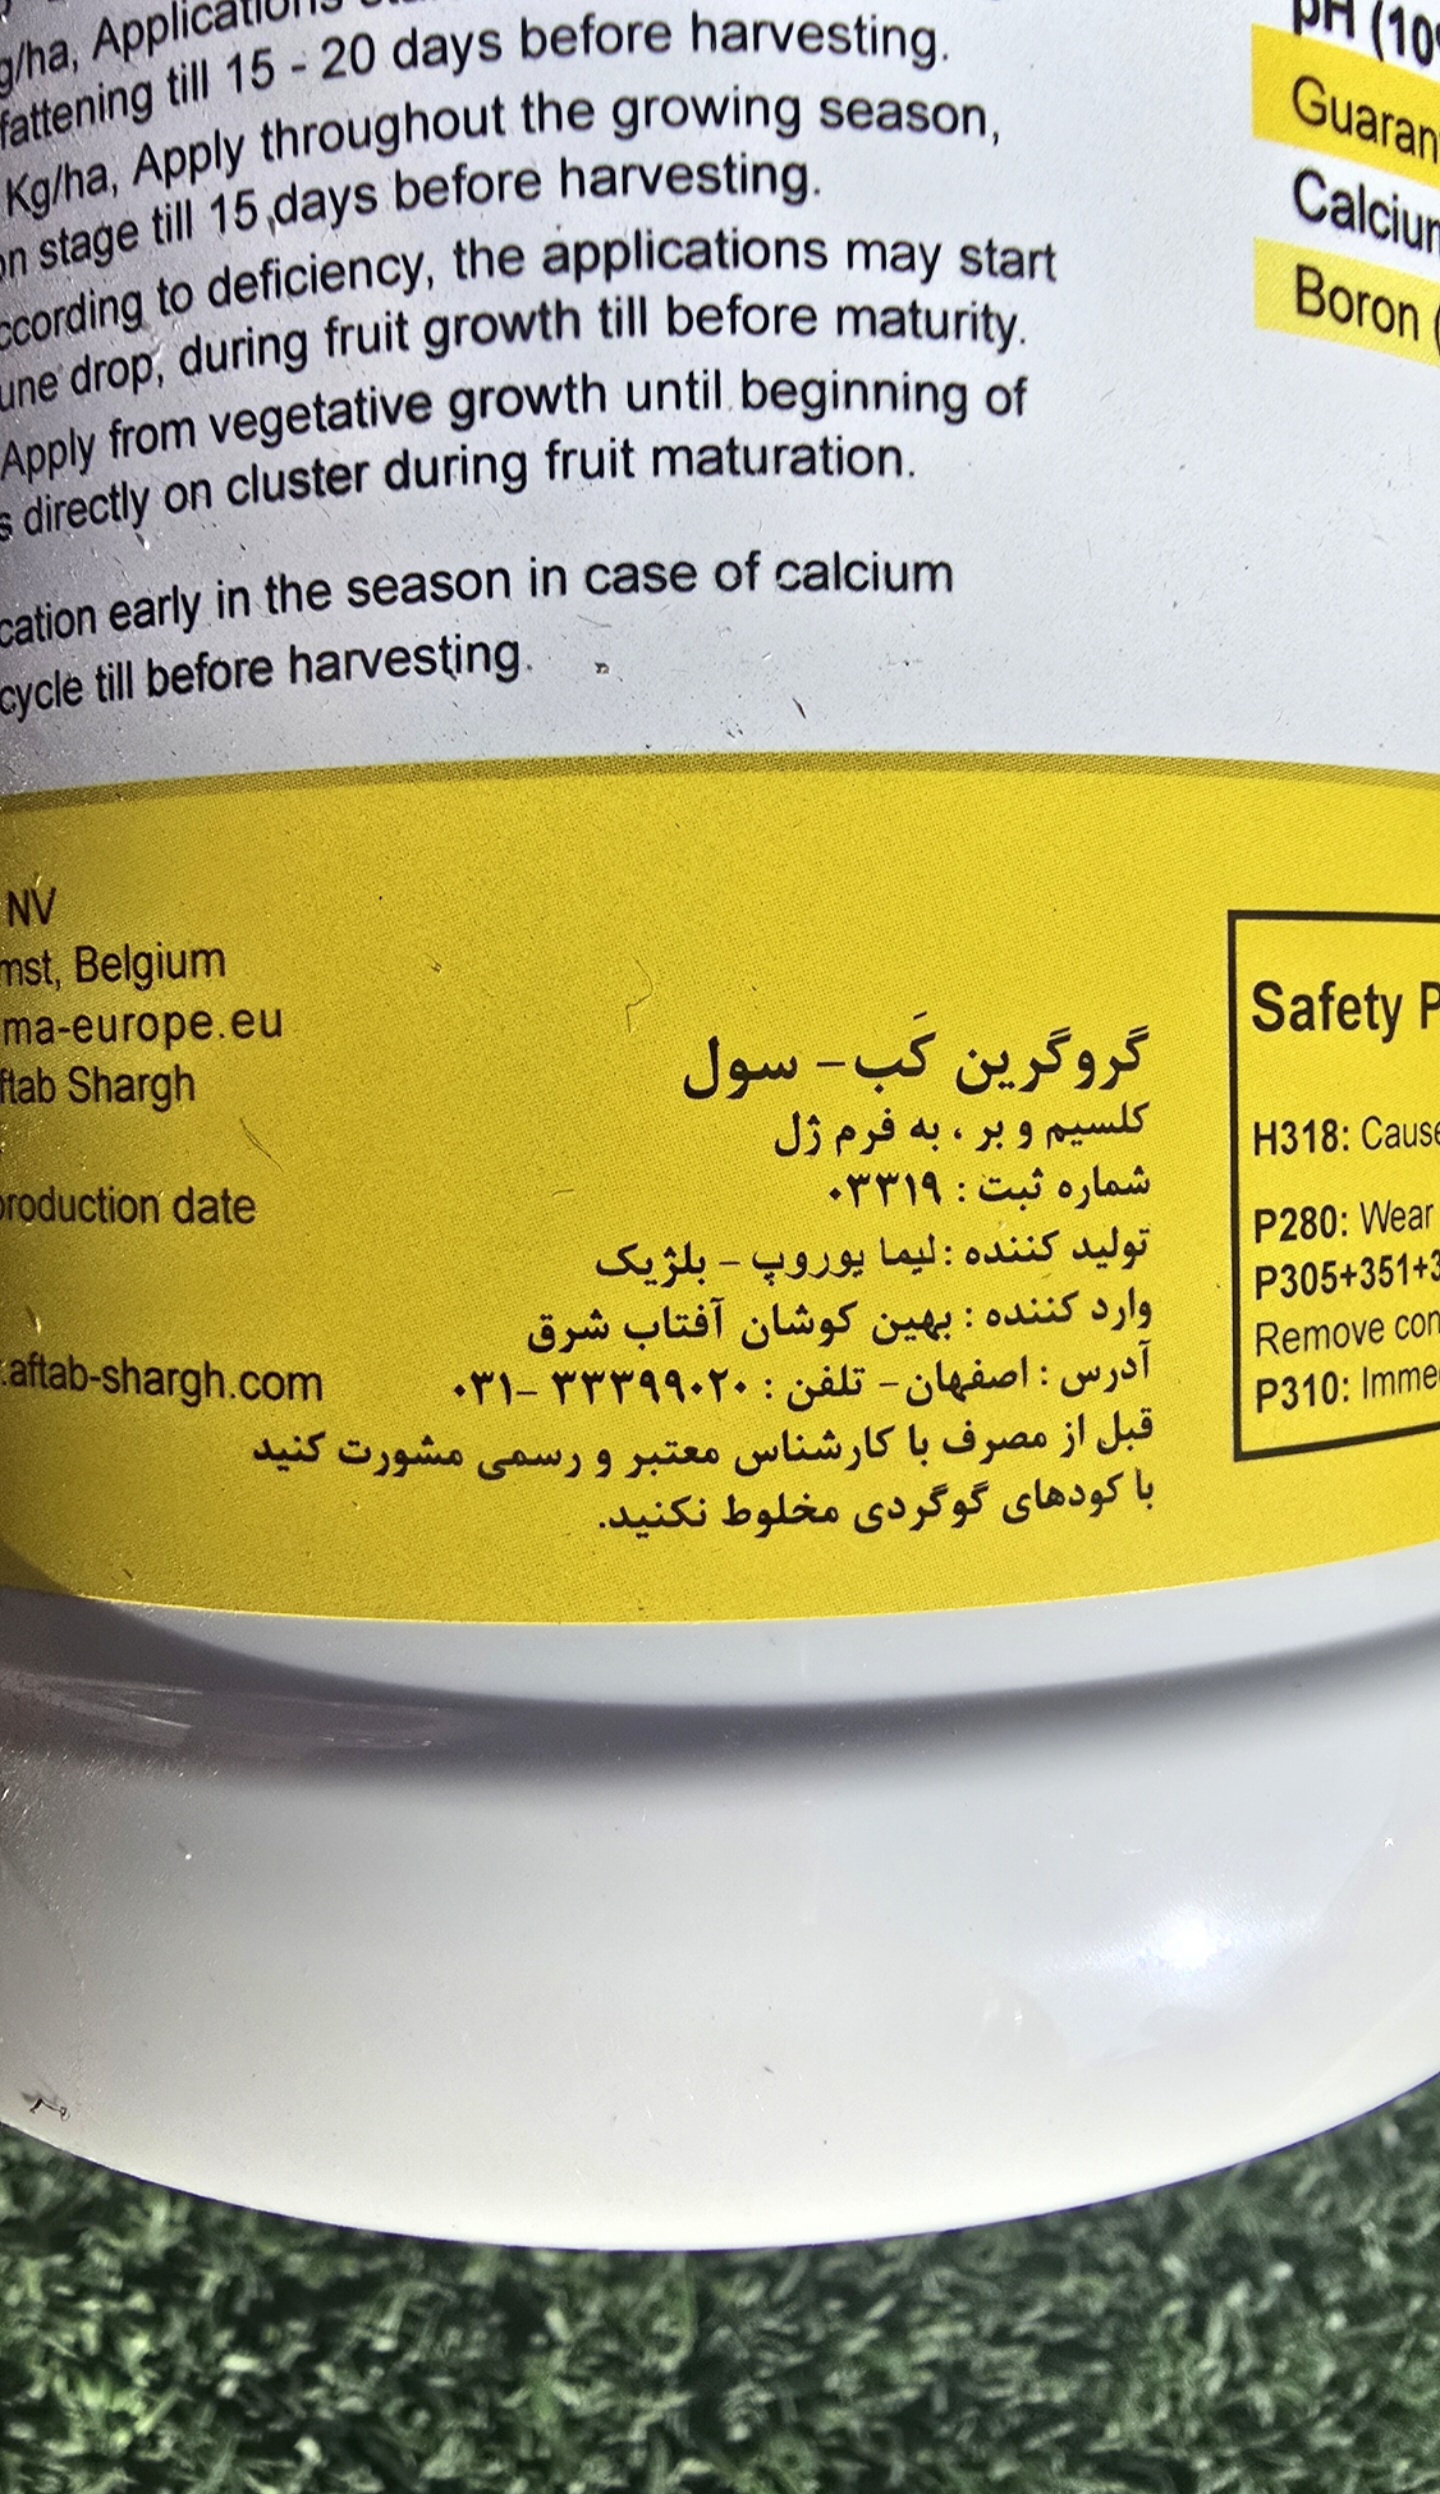 g/ha, Applications
fattening till 15 - 20 days before harvesting.
Kg/ha, Apply throughout the growing season,
on stage till 15 days before harvesting.
ccording to deficiency, the applications may start
une drop, during fruit growth till before maturity.
Apply from vegetative growth until beginning of
s directly on cluster during fruit maturation.
cation early in the season in case of calcium
cycle till before harvesting.
pH (10
Guaran
Calciun
Boron (
NV
mst, Belgium
ma-europe.eu
ftab Shargh
production date
.aftab-shargh.com
گروگرین کَب- سول
کلسیم و بر ، به فرم ژل
شماره ثبت : ۰۳۳۱۹
تولید کننده : لیما یوروپ - بلژیک
وارد کننده : بهین کوشان آفتاب شرق
آدرس : اصفهان - تلفن : ۳۳۳۹۹۰۲۰ -۰۳۱
قبل از مصرف با کارشناس معتبر و رسمی مشورت کنید
با کودهای گوگردی مخلوط نکنید.
Safety P
H318: Cause
P280: Wear
P305+351+3
Remove con
P310: Imme